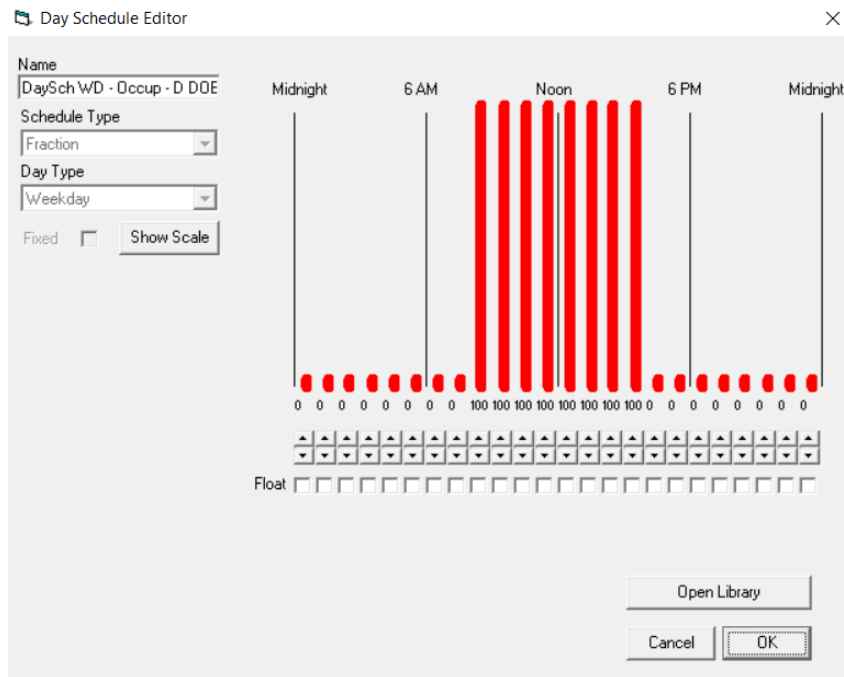 Day Schedule Editor
Name
DaySch WD - Occup - D DOE
Schedule Type
Fraction
Day Type
Weekday
Fixed Show Scale
Midnight 6 AM Noon 6 PM Midnight
0 0 0 0 0 0 0 0 100 100 100 100 100 100 100 100 0 0 0 0 0 0 0 0
Float
Open Library
Cancel OK